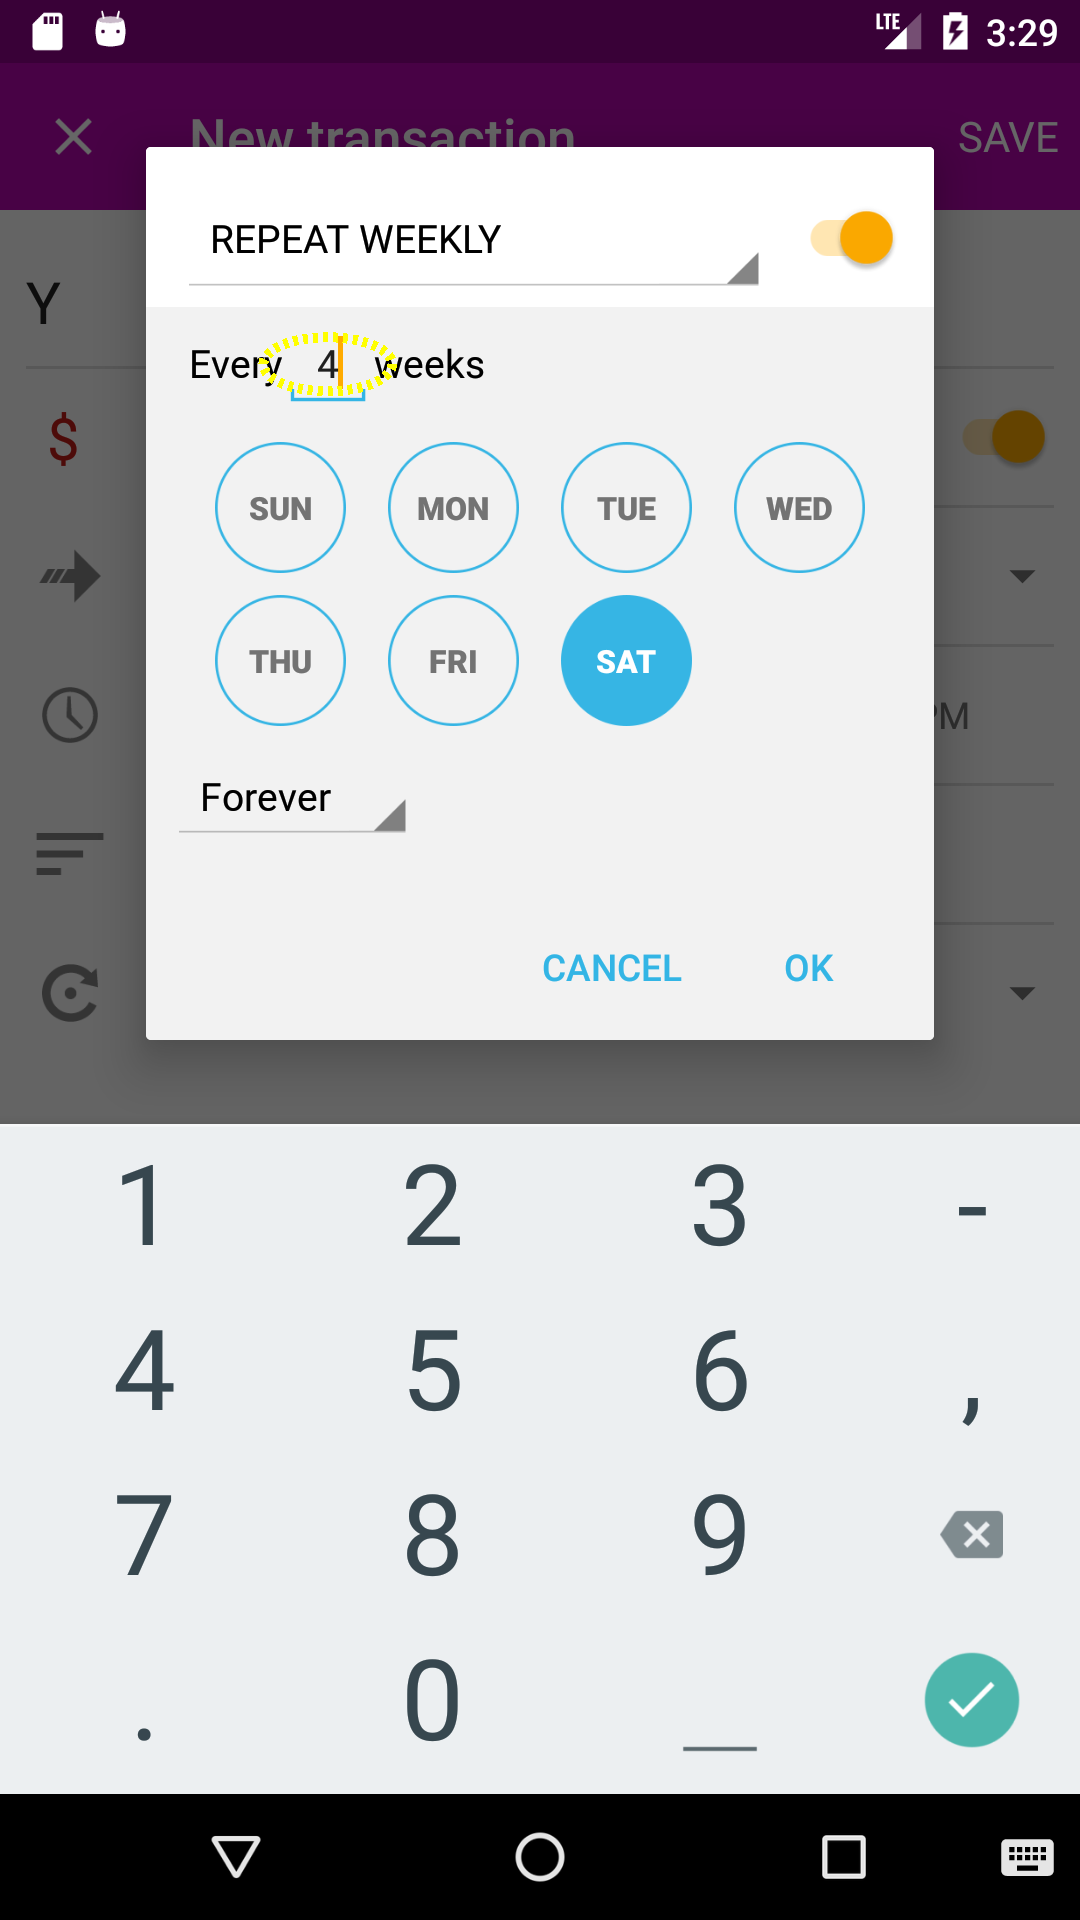 LTE 3:29
New transaction SAVE
REPEAT WEEKLY
Y
Every 4 weeks
$
SUN MON TUE WED
THU FRI SAT
PM
Forever
CANCEL OK
1 2 3 -
4 5 6 ,
7 8 9
. 0 _